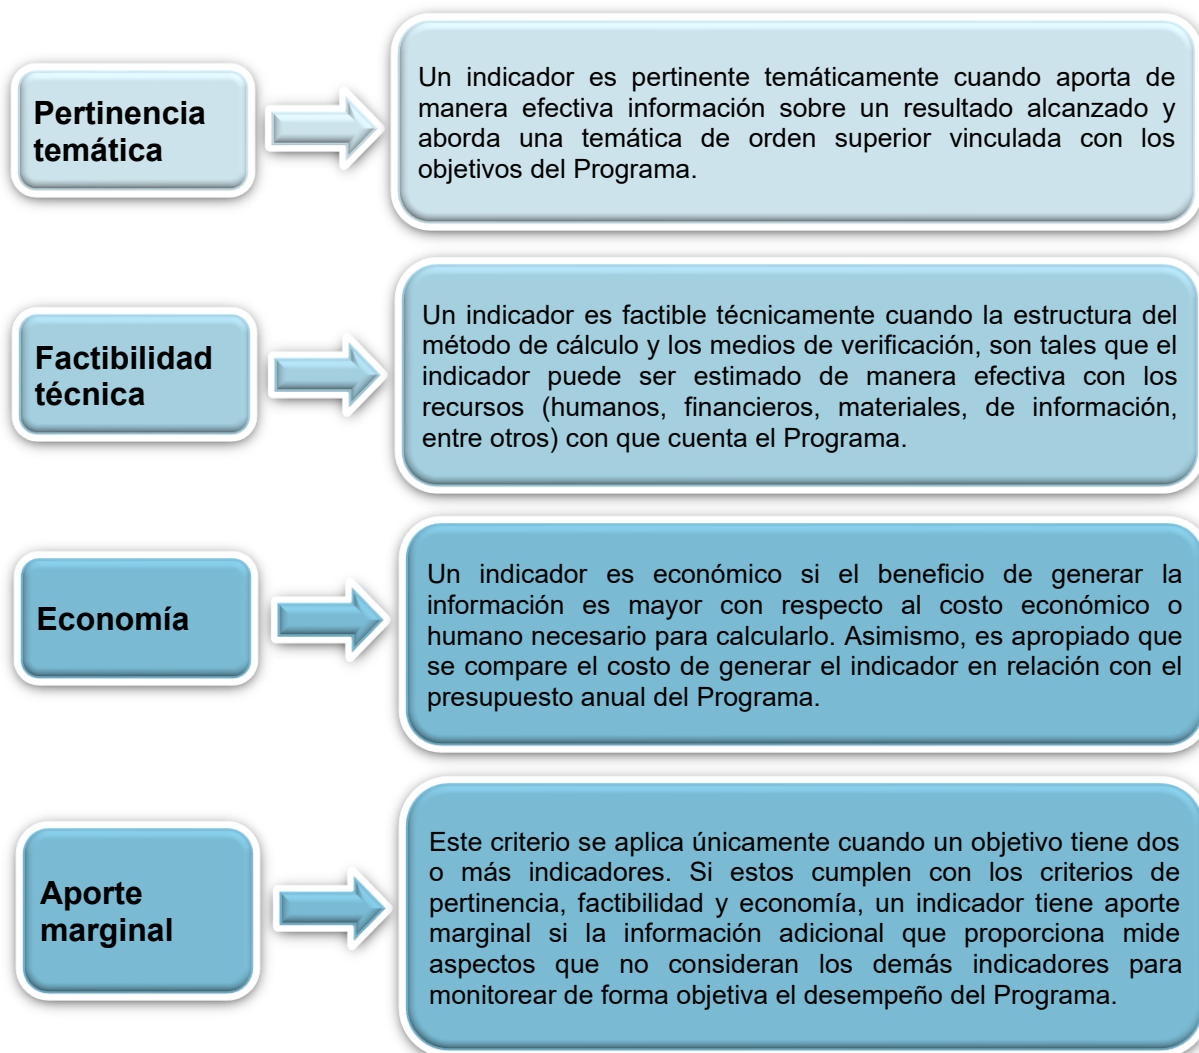 Pertinencia
temática
Un indicador es pertinente temáticamente cuando aporta de
manera efectiva información sobre un resultado alcanzado y
aborda una temática de orden superior vinculada con los
objetivos del Programa.
Factibilidad
técnica
Un indicador es factible técnicamente cuando la estructura del
método de cálculo y los medios de verificación, son tales que el
indicador puede ser estimado de manera efectiva con los
recursos (humanos, financieros, materiales, de información,
entre otros) con que cuenta el Programa.
Economía
Un indicador es económico si el beneficio de generar la
información es mayor con respecto al costo económico o
humano necesario para calcularlo. Asimismo, es apropiado que
se compare el costo de generar el indicador en relación con el
presupuesto anual del Programa.
Aporte
marginal
Este criterio se aplica únicamente cuando un objetivo tiene dos
o más indicadores. Si estos cumplen con los criterios de
pertinencia, factibilidad y economía, un indicador tiene aporte
marginal si la información adicional que proporciona mide
aspectos que no consideran los demás indicadores para
monitorear de forma objetiva el desempeño del Programa.